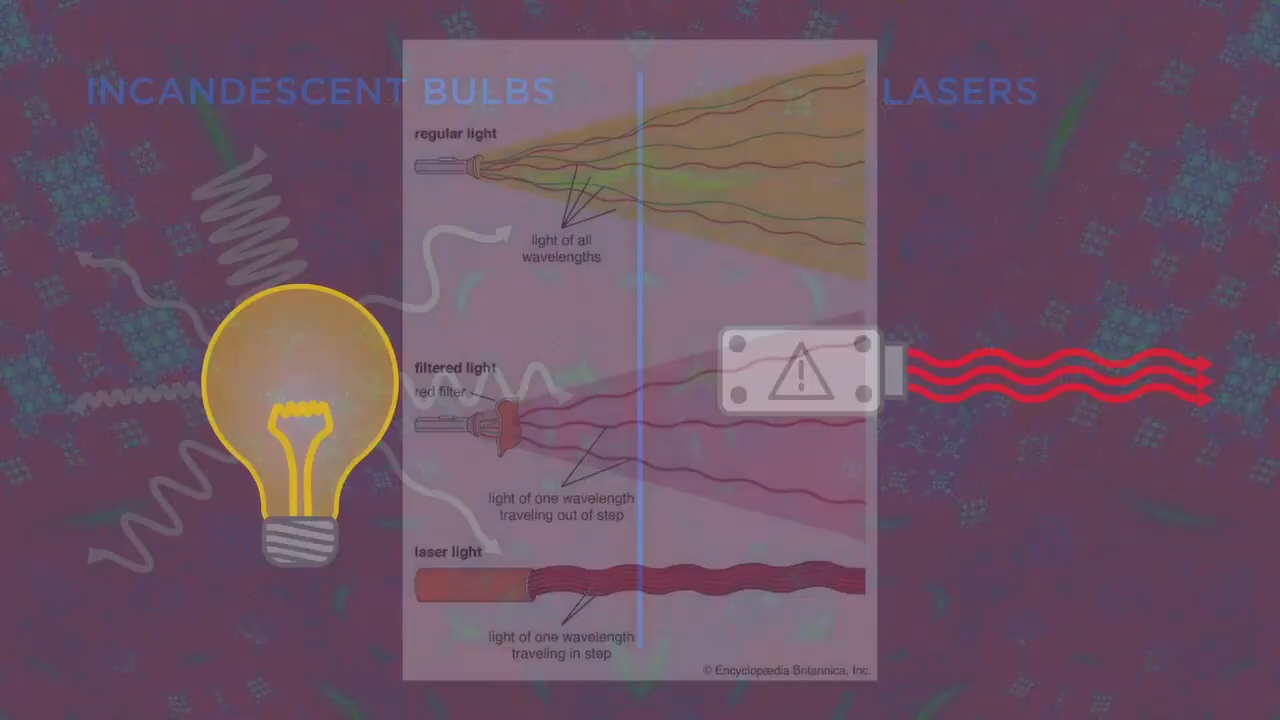 INCANDESCENT BULBS
LASERS
regular light
light of all
wavelengths
filtered light
red filter
light of one wavelength
traveling out of step
laser light
light of one wavelength
traveling in step
© Encyclopædia Britannica, Inc.